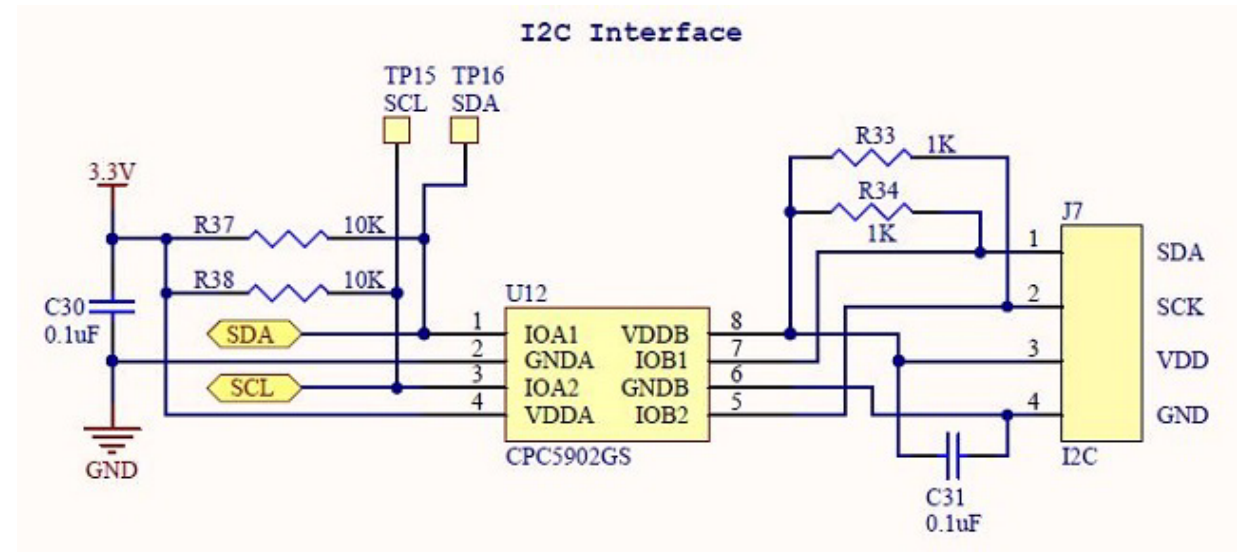 I2C Interface
TP15 TP16
SCL SDA
R33 1K
3.3V
R34
R37 10K
1K
J7
1 SDA
R38 10K
U12
C30
0.1uF
2 SCK
SDA 1 IOA1 VDDB 8
2 GNDA IOB1 7
3 VDD
SCL 3 IOA2 GNDB 6
4 VDDA IOB2 5
4 GND
GND
CPC5902GS
I2C
C31
0.1uF